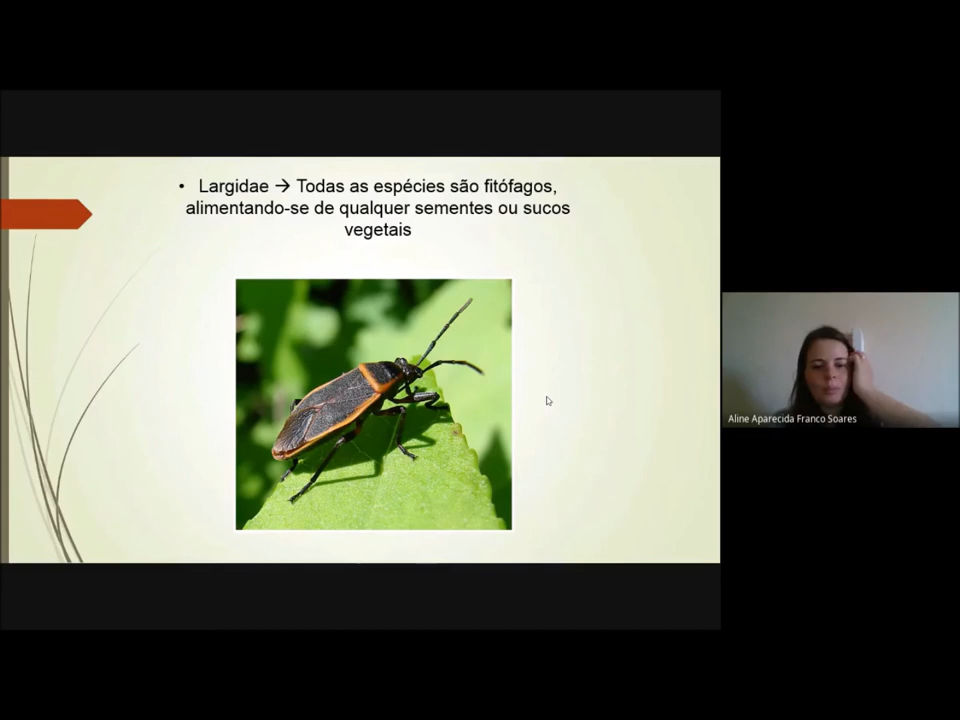 • Largidae → Todas as espécies são fitófagos,
alimentando-se de qualquer sementes ou sucos
vegetais
Aline Aparecida Franco Soares